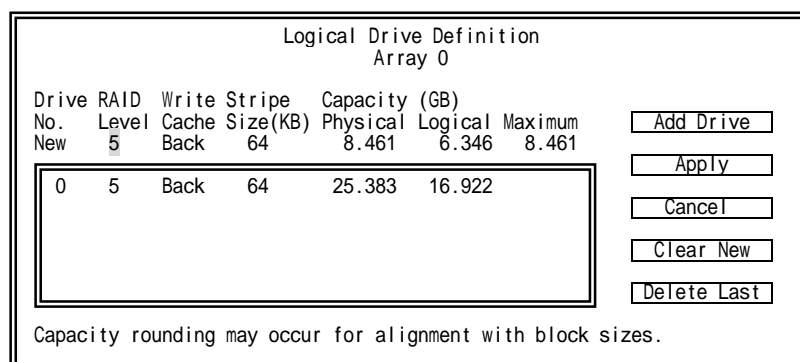 Logical Drive Definition
Array 0
Drive RAID Write Stripe Capacity (GB)
No. Level Cache Size(KB) Physical Logical Maximum
New 5 Back 64 8.461 6.346 8.461
0 5 Back 64 25.383 16.922
Add Drive
Apply
Cancel
Clear New
Delete Last
Capacity rounding may occur for alignment with block sizes.